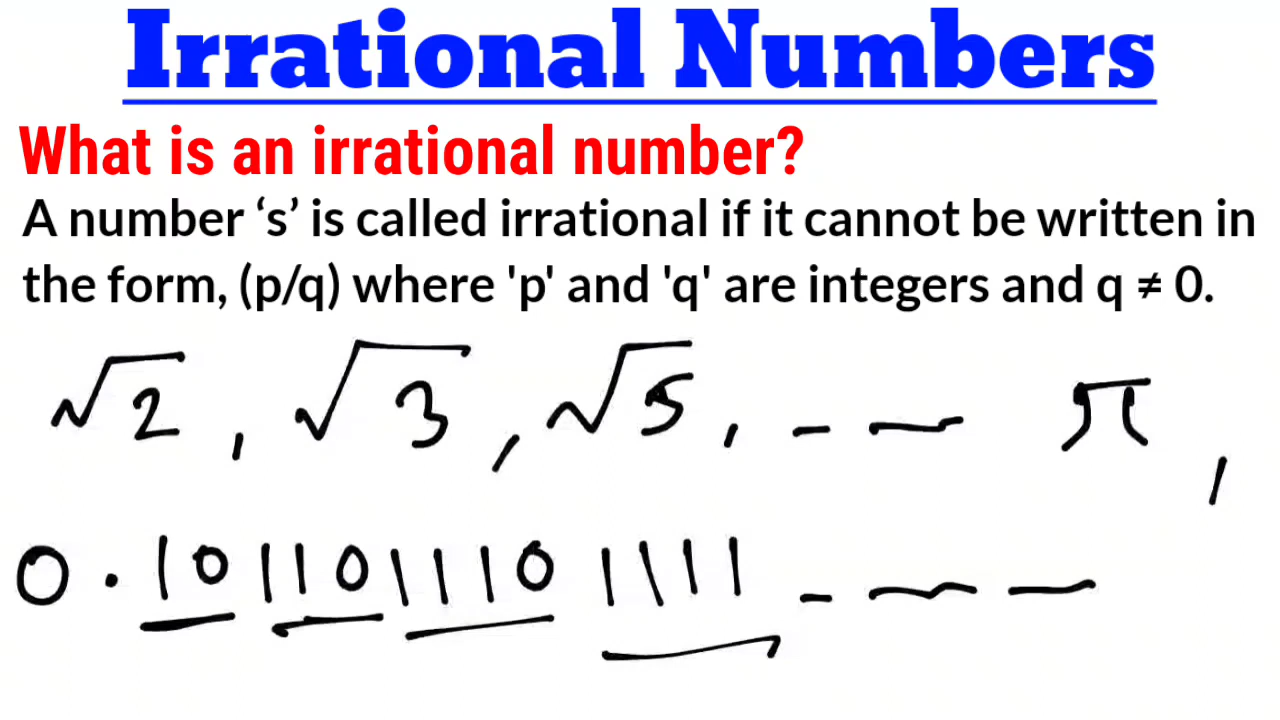 Irrational Numbers
What is an irrational number?
A number ‘s’ is called irrational if it cannot be written in
the form, (p/q) where 'p' and 'q' are integers and q ≠ 0.
√2, √3, √5, - — π,
0.1011011101111 - — —